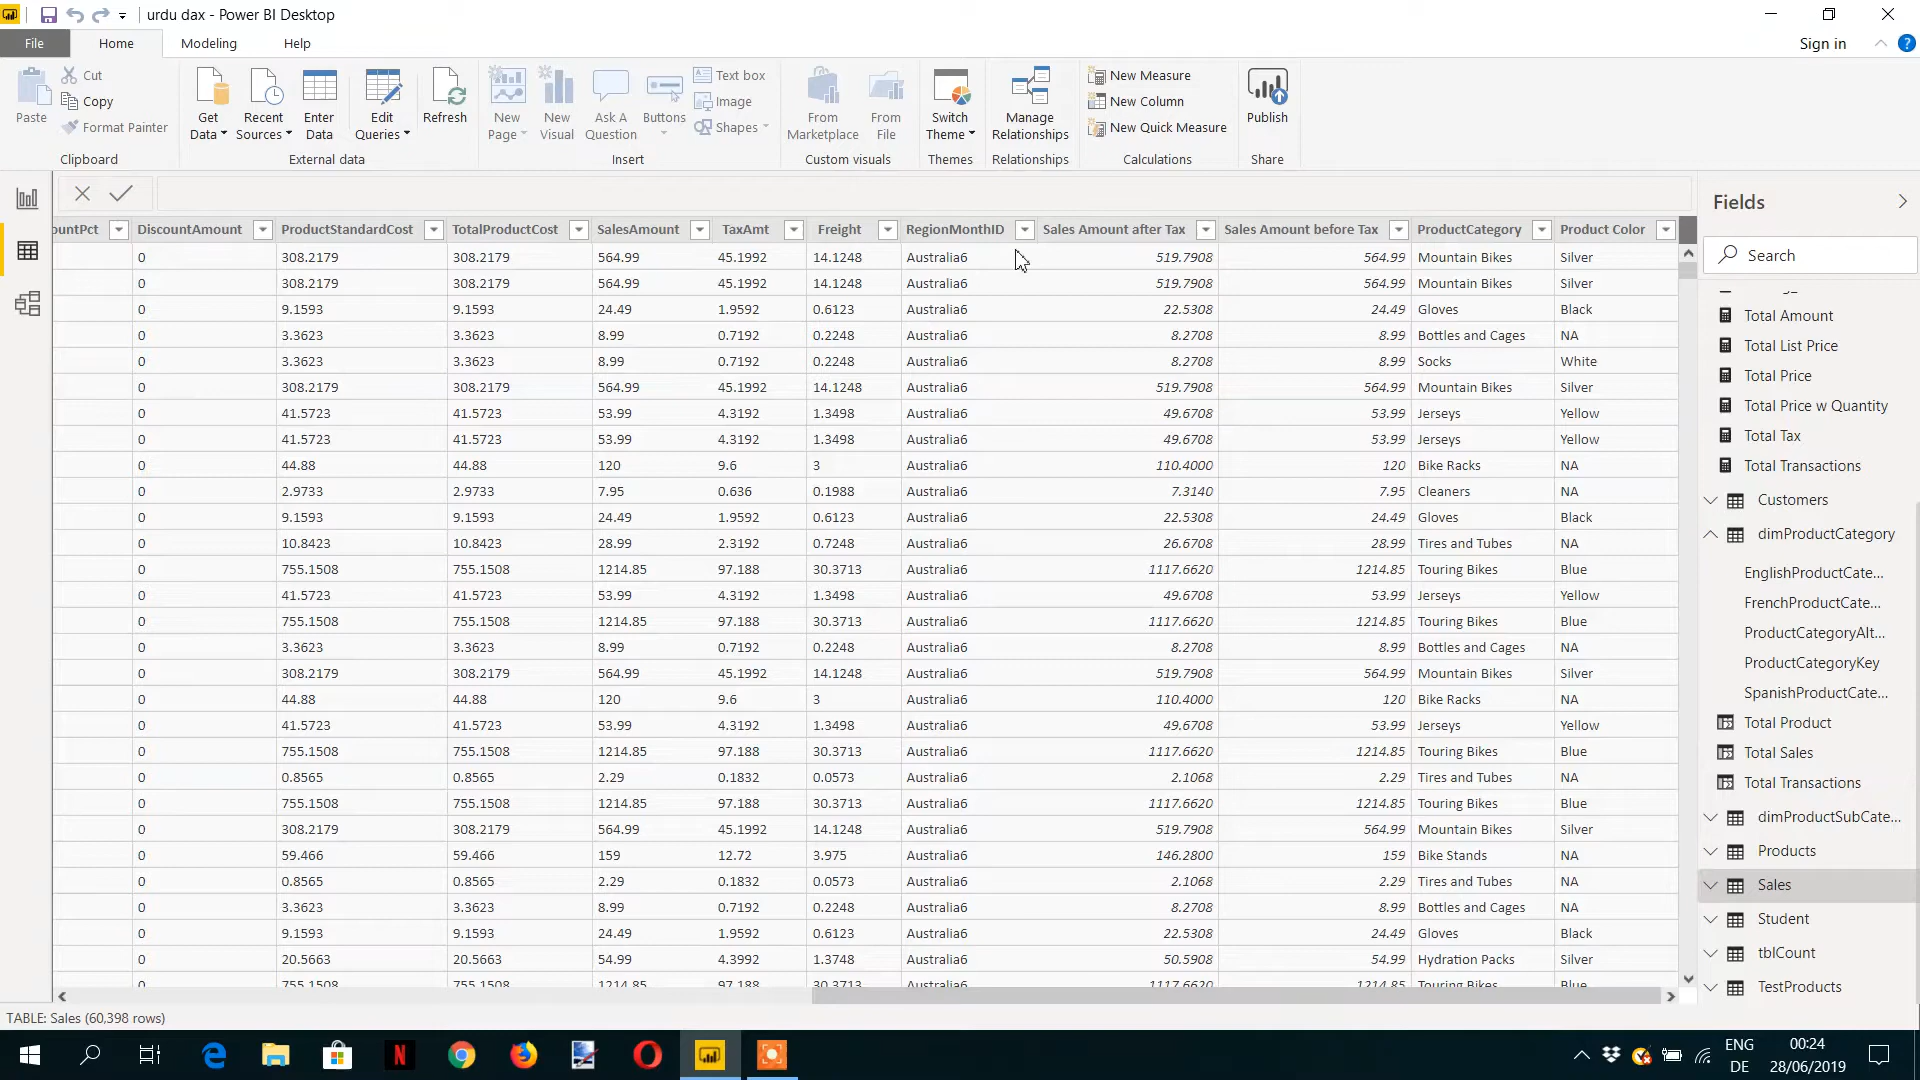 urdu dax - Power BI Desktop
File Home Modeling Help Sign in
Paste Cut Copy Format Painter Clipboard
Get Data Recent Sources Enter Data Edit Queries Refresh External data
New Page New Visual Ask A Question Buttons Text box Image Shapes Insert
From Marketplace From File Custom visuals
Switch Theme Themes
Manage Relationships Relationships
New Measure New Column New Quick Measure Calculations
Publish Share
ountPct DiscountAmount ProductStandardCost TotalProductCost SalesAmount TaxAmt Freight RegionMonthID Sales Amount after Tax Sales Amount before Tax ProductCategory Product Color
0 308.2179 308.2179 564.99 45.1992 14.1248 Australia6 519.7908 564.99 Mountain Bikes Silver
0 308.2179 308.2179 564.99 45.1992 14.1248 Australia6 519.7908 564.99 Mountain Bikes Silver
0 9.1593 9.1593 24.49 1.9592 0.6123 Australia6 22.5308 24.49 Gloves Black
0 3.3623 3.3623 8.99 0.7192 0.2248 Australia6 8.2708 8.99 Bottles and Cages NA
0 3.3623 3.3623 8.99 0.7192 0.2248 Australia6 8.2708 8.99 Socks White
0 308.2179 308.2179 564.99 45.1992 14.1248 Australia6 519.7908 564.99 Mountain Bikes Silver
0 41.5723 41.5723 53.99 4.3192 1.3498 Australia6 49.6708 53.99 Jerseys Yellow
0 41.5723 41.5723 53.99 4.3192 1.3498 Australia6 49.6708 53.99 Jerseys Yellow
0 44.88 44.88 120 9.6 3 Australia6 110.4000 120 Bike Racks NA
0 2.9733 2.9733 7.95 0.636 0.1988 Australia6 7.3140 7.95 Cleaners NA
0 9.1593 9.1593 24.49 1.9592 0.6123 Australia6 22.5308 24.49 Gloves Black
0 10.8423 10.8423 28.99 2.3192 0.7248 Australia6 26.6708 28.99 Tires and Tubes NA
0 755.1508 755.1508 1214.85 97.188 30.3713 Australia6 1117.6620 1214.85 Touring Bikes Blue
0 41.5723 41.5723 53.99 4.3192 1.3498 Australia6 49.6708 53.99 Jerseys Yellow
0 755.1508 755.1508 1214.85 97.188 30.3713 Australia6 1117.6620 1214.85 Touring Bikes Blue
0 3.3623 3.3623 8.99 0.7192 0.2248 Australia6 8.2708 8.99 Bottles and Cages NA
0 308.2179 308.2179 564.99 45.1992 14.1248 Australia6 519.7908 564.99 Mountain Bikes Silver
0 44.88 44.88 120 9.6 3 Australia6 110.4000 120 Bike Racks NA
0 41.5723 41.5723 53.99 4.3192 1.3498 Australia6 49.6708 53.99 Jerseys Yellow
0 755.1508 755.1508 1214.85 97.188 30.3713 Australia6 1117.6620 1214.85 Touring Bikes Blue
0 0.8565 0.8565 2.29 0.1832 0.0573 Australia6 2.1068 2.29 Tires and Tubes NA
0 755.1508 755.1508 1214.85 97.188 30.3713 Australia6 1117.6620 1214.85 Touring Bikes Blue
0 308.2179 308.2179 564.99 45.1992 14.1248 Australia6 519.7908 564.99 Mountain Bikes Silver
0 59.466 59.466 159 12.72 3.975 Australia6 146.2800 159 Bike Stands NA
0 0.8565 0.8565 2.29 0.1832 0.0573 Australia6 2.1068 2.29 Tires and Tubes NA
0 3.3623 3.3623 8.99 0.7192 0.2248 Australia6 8.2708 8.99 Bottles and Cages NA
0 9.1593 9.1593 24.49 1.9592 0.6123 Australia6 22.5308 24.49 Gloves Black
0 20.5663 20.5663 54.99 4.3992 1.3748 Australia6 50.5908 54.99 Hydration Packs Silver
0 755.1508 755.1508 1214.85 97.188 30.3713 Australia6 1117.6620 1214.85 Touring Bikes Blue
Fields
Search
Total Amount
Total List Price
Total Price
Total Price w Quantity
Total Tax
Total Transactions
Customers
dimProductCategory
EnglishProductCate...
FrenchProductCate...
ProductCategoryAlt...
ProductCategoryKey
SpanishProductCate...
Total Product
Total Sales
Total Transactions
dimProductSubCate...
Products
Sales
Student
tblCount
TestProducts
TABLE: Sales (60,398 rows)
ENG 00:24
DE 28/06/2019